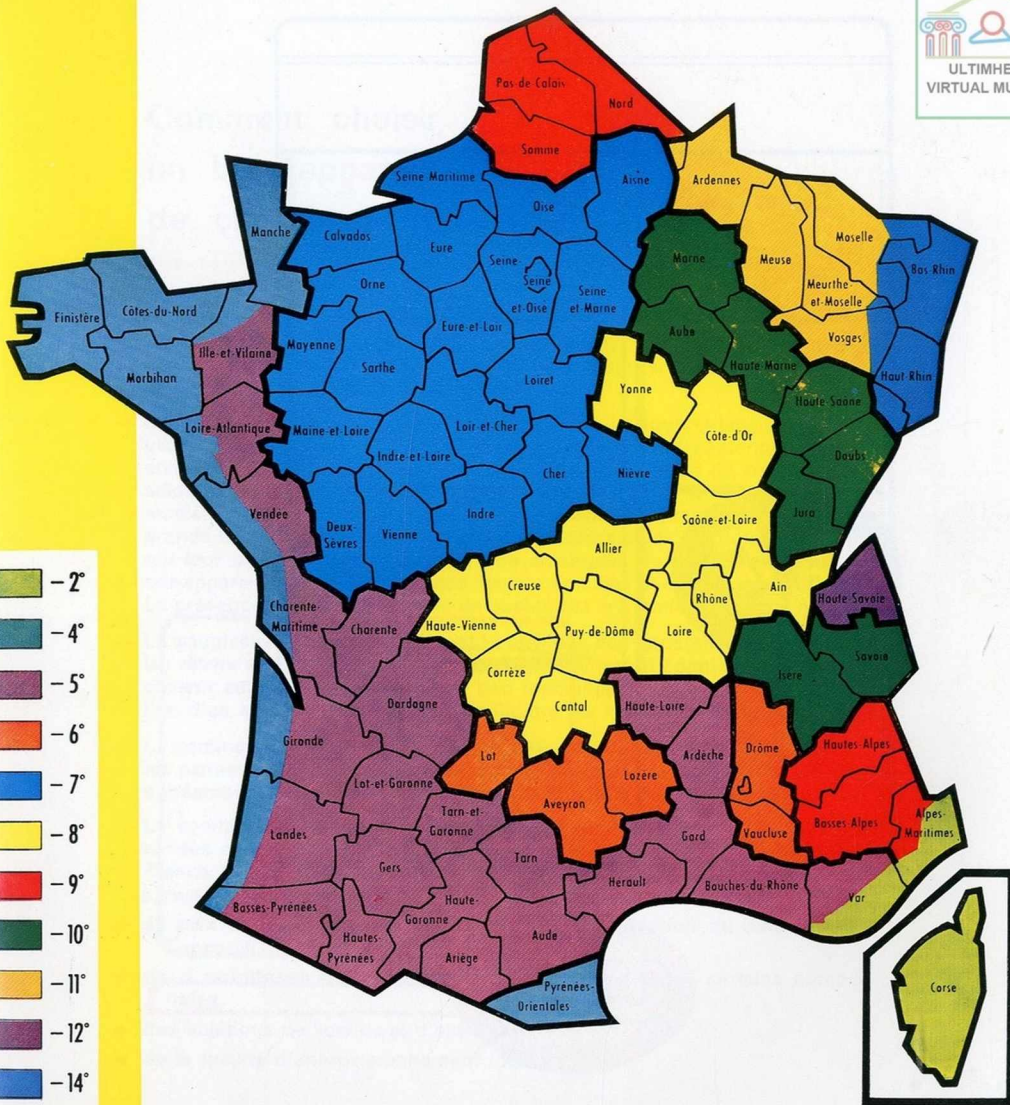 ULTIMHE
VIRTUAL MU
Pas de Calais
Nord
Somme
Seine-Maritime
Oise
Aisne
Ardennes
Manche
Calvados
Eure
Seine-
et-Oise
Seine
Seine-
et-Marne
Marne
Meuse
Moselle
Meurthe-
et-Moselle
Bas-Rhin
Orne
Finistère
Côtes-du-Nord
Ille-et-Vilaine
Mayenne
Sarthe
Eure-et-Loir
Aube
Haute-Marne
Vosges
Haut-Rhin
Morbihan
Loiret
Yonne
Haute-Saône
Loire-Atlantique
Maine-et-Loire
Loir-et-Cher
Indre-et-Loire
Côte-d'Or
Doubs
Cher
Nièvre
Vendée
Deux-
Sèvres
Vienne
Indre
Saône-et-Loire
Jura
Allier
Creuse
Rhône
Ain
Haute-Savoie
Charente-
Maritime
Charente
Haute-Vienne
Puy-de-Dôme
Loire
Savoie
Isère
Corrèze
Cantal
Dordogne
Haute-Loire
Gironde
Lot
Lozère
Ardèche
Drôme
Hautes-Alpes
Lot-et-Garonne
Aveyron
Landes
Tarn-et-
Garonne
Vaucluse
Basses-Alpes
Alpes-
Maritimes
Gers
Tarn
Gard
Herault
Bouches-du-Rhône
Var
Basses-Pyrénées
Haute-
Garonne
Hautes-
Pyrénées
Ariège
Aude
Pyrénées-
Orientales
Corse
−2°
−4°
−5°
−6°
−7°
−8°
−9°
−10°
−11°
−12°
−14°